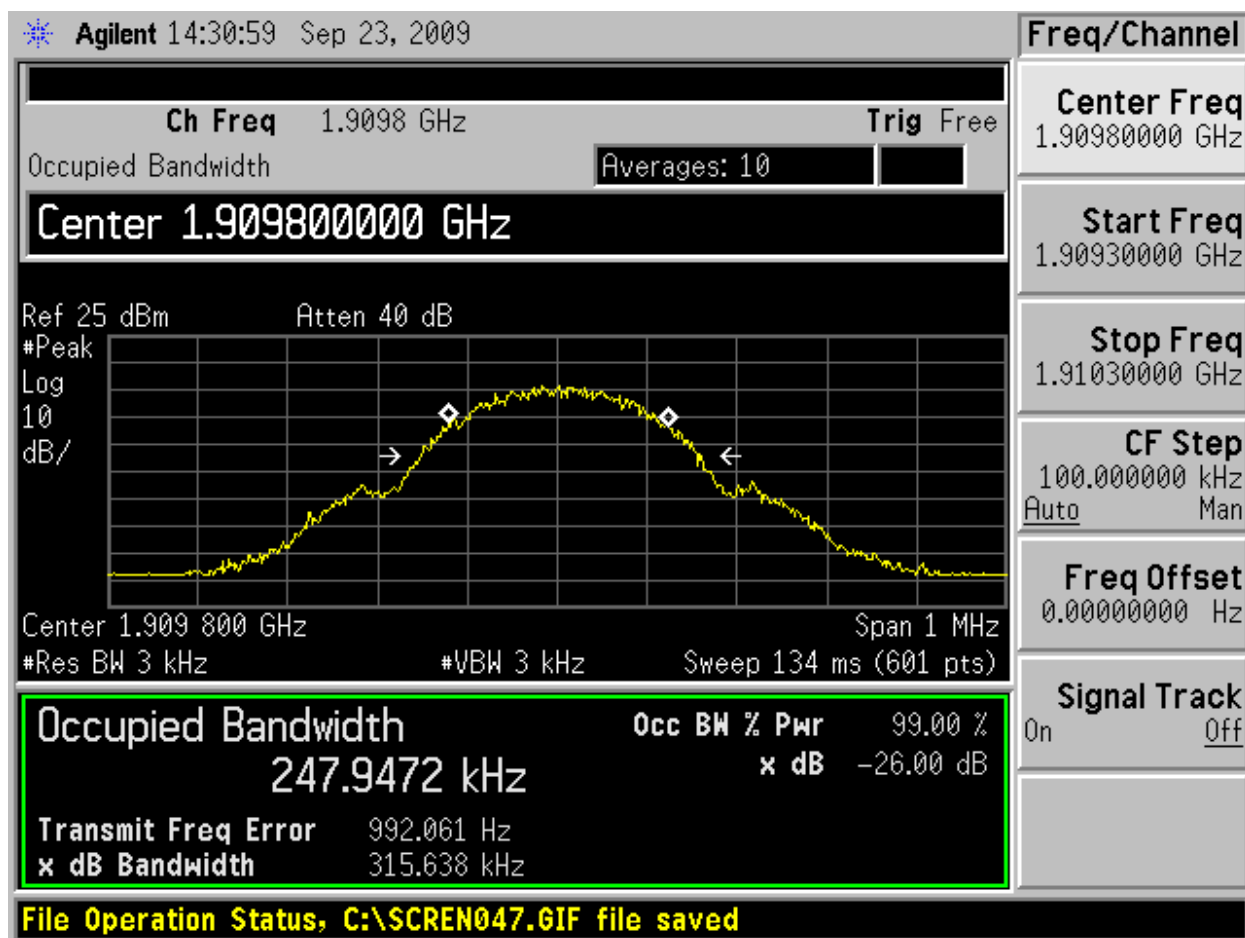 Agilent 14:30:59 Sep 23, 2009
Freq/Channel
Ch Freq 1.9098 GHz Trig Free
Occupied Bandwidth Averages: 10
Center 1.909800000 GHz
Ref 25 dBm Atten 40 dB
#Peak
Log
10
dB/
Center 1.909 800 GHz Span 1 MHz
#Res BW 3 kHz #VBW 3 kHz Sweep 134 ms (601 pts)
Occupied Bandwidth Occ BW % Pwr 99.00 %
247.9472 kHz x dB -26.00 dB
Transmit Freq Error 992.061 Hz
x dB Bandwidth 315.638 kHz
File Operation Status, C:\SCREN047.GIF file saved
Center Freq
1.90980000 GHz
Start Freq
1.90930000 GHz
Stop Freq
1.91030000 GHz
CF Step
100.000000 kHz
Auto Man
Freq Offset
0.00000000 Hz
Signal Track
On Off